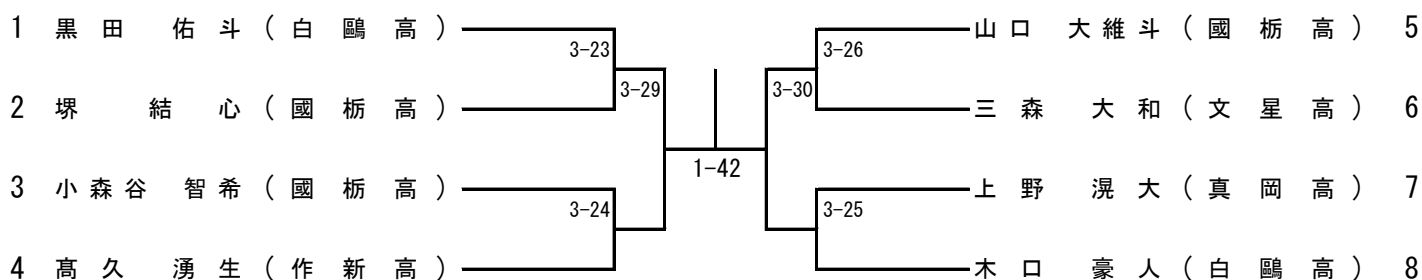 1 黒田 佑斗(白鷗高)
3-23
2 堺 結心(國栃高)
3-29
3 小森谷 智希(國栃高)
3-24
4 髙久 湧生(作新高)
1-42
山口 大維斗(國栃高) 5
3-26
三森 大和(文星高) 6
3-30
上野 滉大(真岡高) 7
3-25
木口 豪人(白鷗高) 8